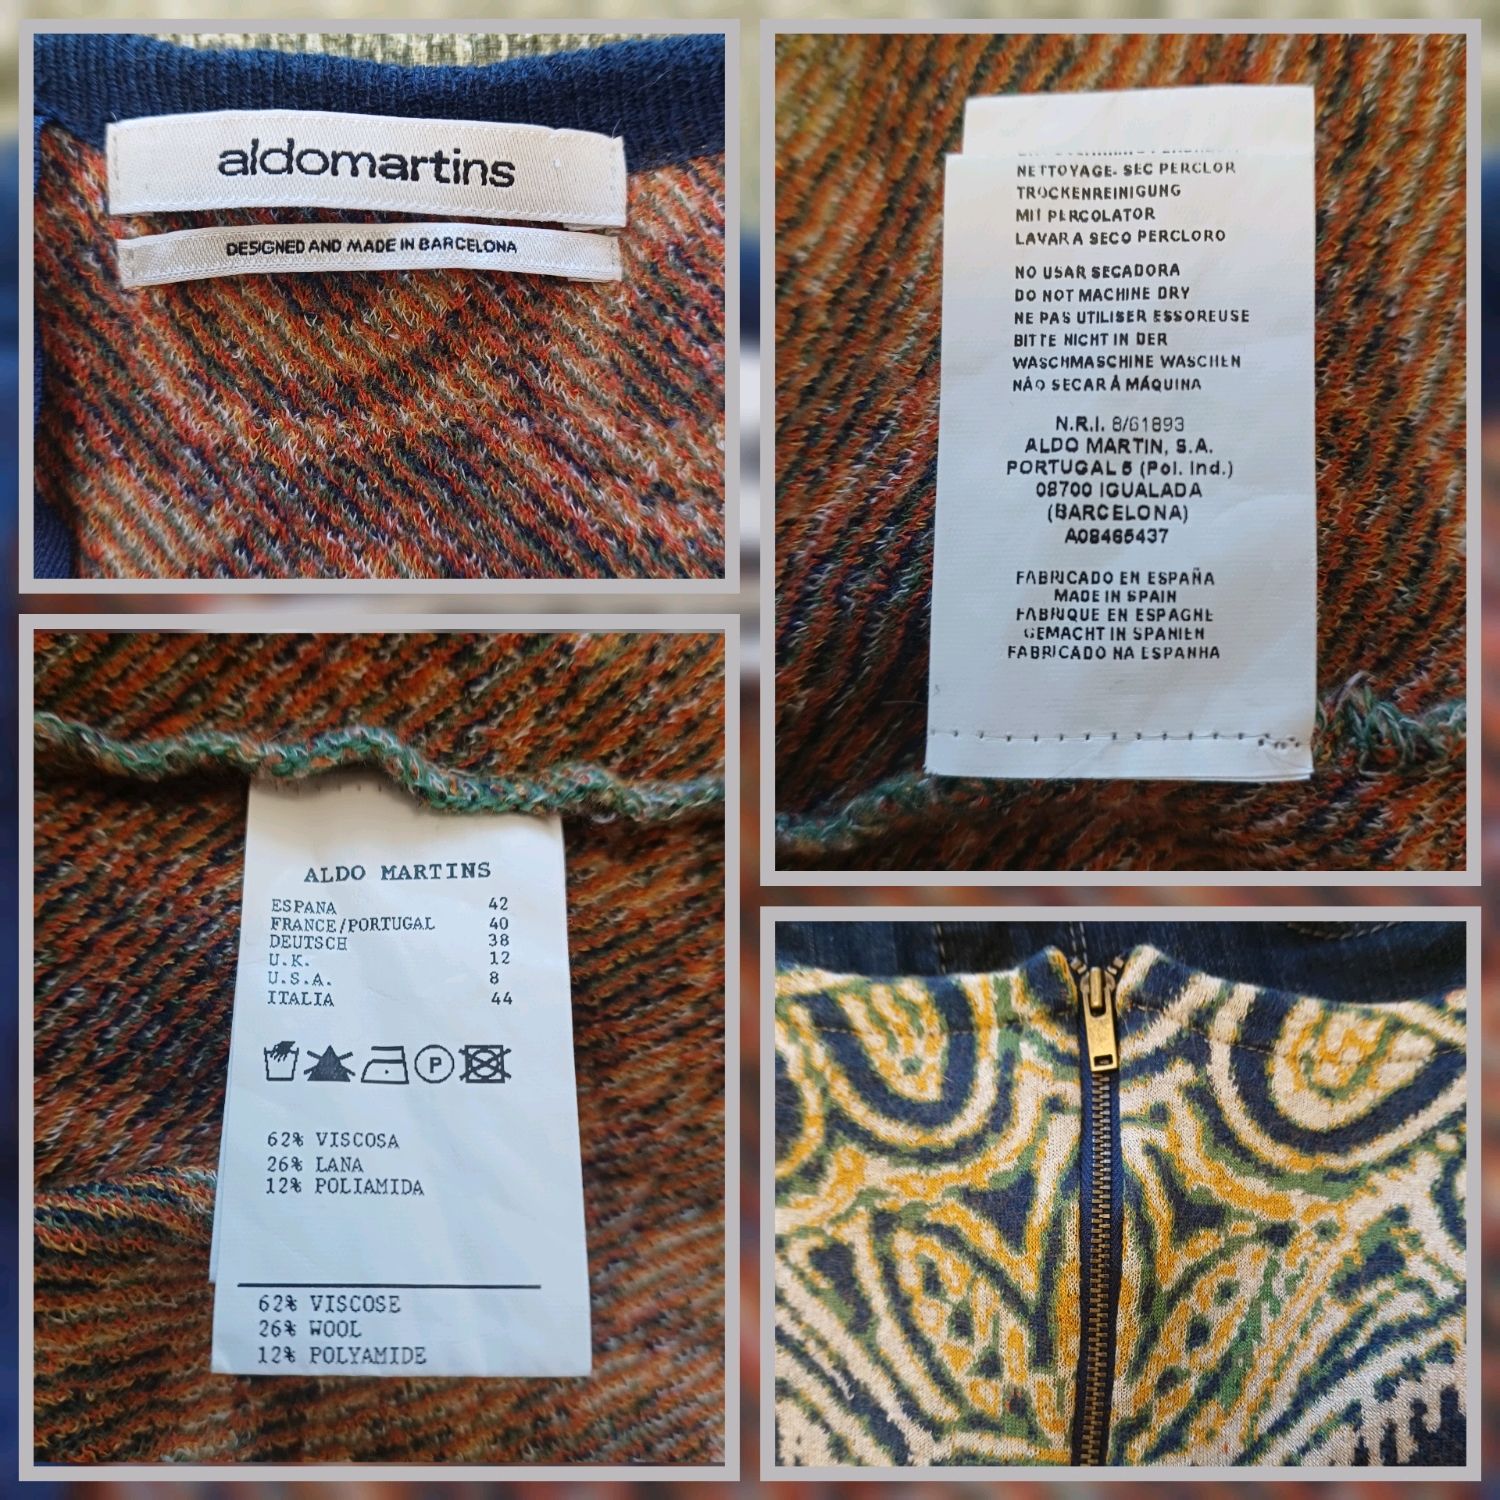 aldomartins
DESIGNED AND MADE IN BARCELONA
NETTOYAGE- SEC PERCLOR
TROCKENREINIGUNG
MIT PERCOLATOR
LAVAR A SECO PERCLORO
NO USAR SECADORA
DO NOT MACHINE DRY
NE PAS UTILISER ESSOREUSE
BITTE NICHT IN DER
WASCHMASCHINE WASCHEN
NÃO SECAR Á MÁQUINA
N.R.I. 8/61893
ALDO MARTIN, S.A.
PORTUGAL 5 (Pol. Ind.)
08700 IGUALADA
(BARCELONA)
A08465437
FABRICADO EN ESPAÑA
MADE IN SPAIN
FABRIQUE EN ESPAGNE
GEMACHT IN SPANIEN
FABRICADO NA ESPANHA
ALDO MARTINS
ESPANA 42
FRANCE/PORTUGAL 40
DEUTSCH 38
U.K. 12
U.S.A. 8
ITALIA 44
P
62% VISCOSA
26% LANA
12% POLIAMIDA
62% VISCOSE
26% WOOL
12% POLYAMIDE